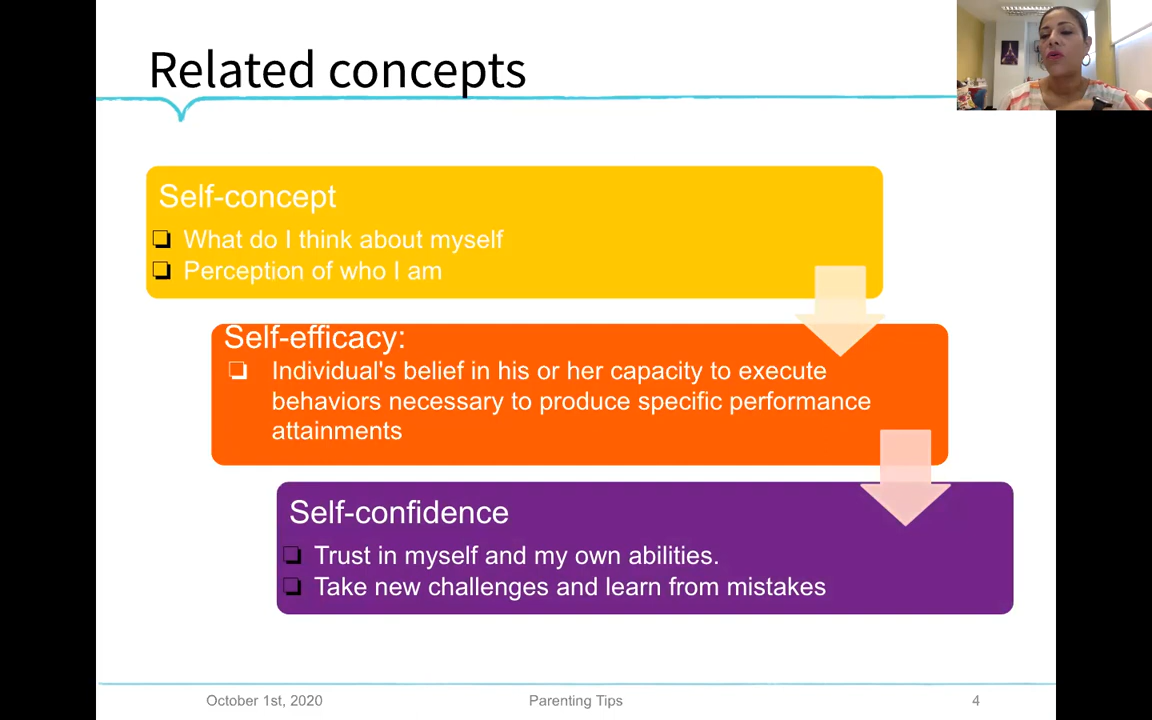 Related concepts
Self-concept
What do I think about myself
Perception of who I am
Self-efficacy:
Individual's belief in his or her capacity to execute
behaviors necessary to produce specific performance
attainments
Self-confidence
Trust in myself and my own abilities.
Take new challenges and learn from mistakes
October 1st, 2020
Parenting Tips
4